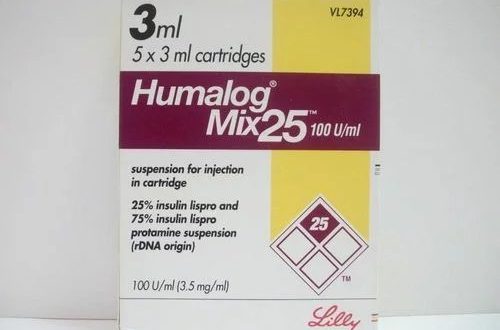 3ml
VL7394
5 x 3 ml cartridges
Humalog®
Mix25™ 100 U/ml
suspension for injection
in cartridge
25% insulin lispro and
75% insulin lispro
protamine suspension
(rDNA origin)
25
TM
100 U/ml (3.5 mg/ml)
Lilly